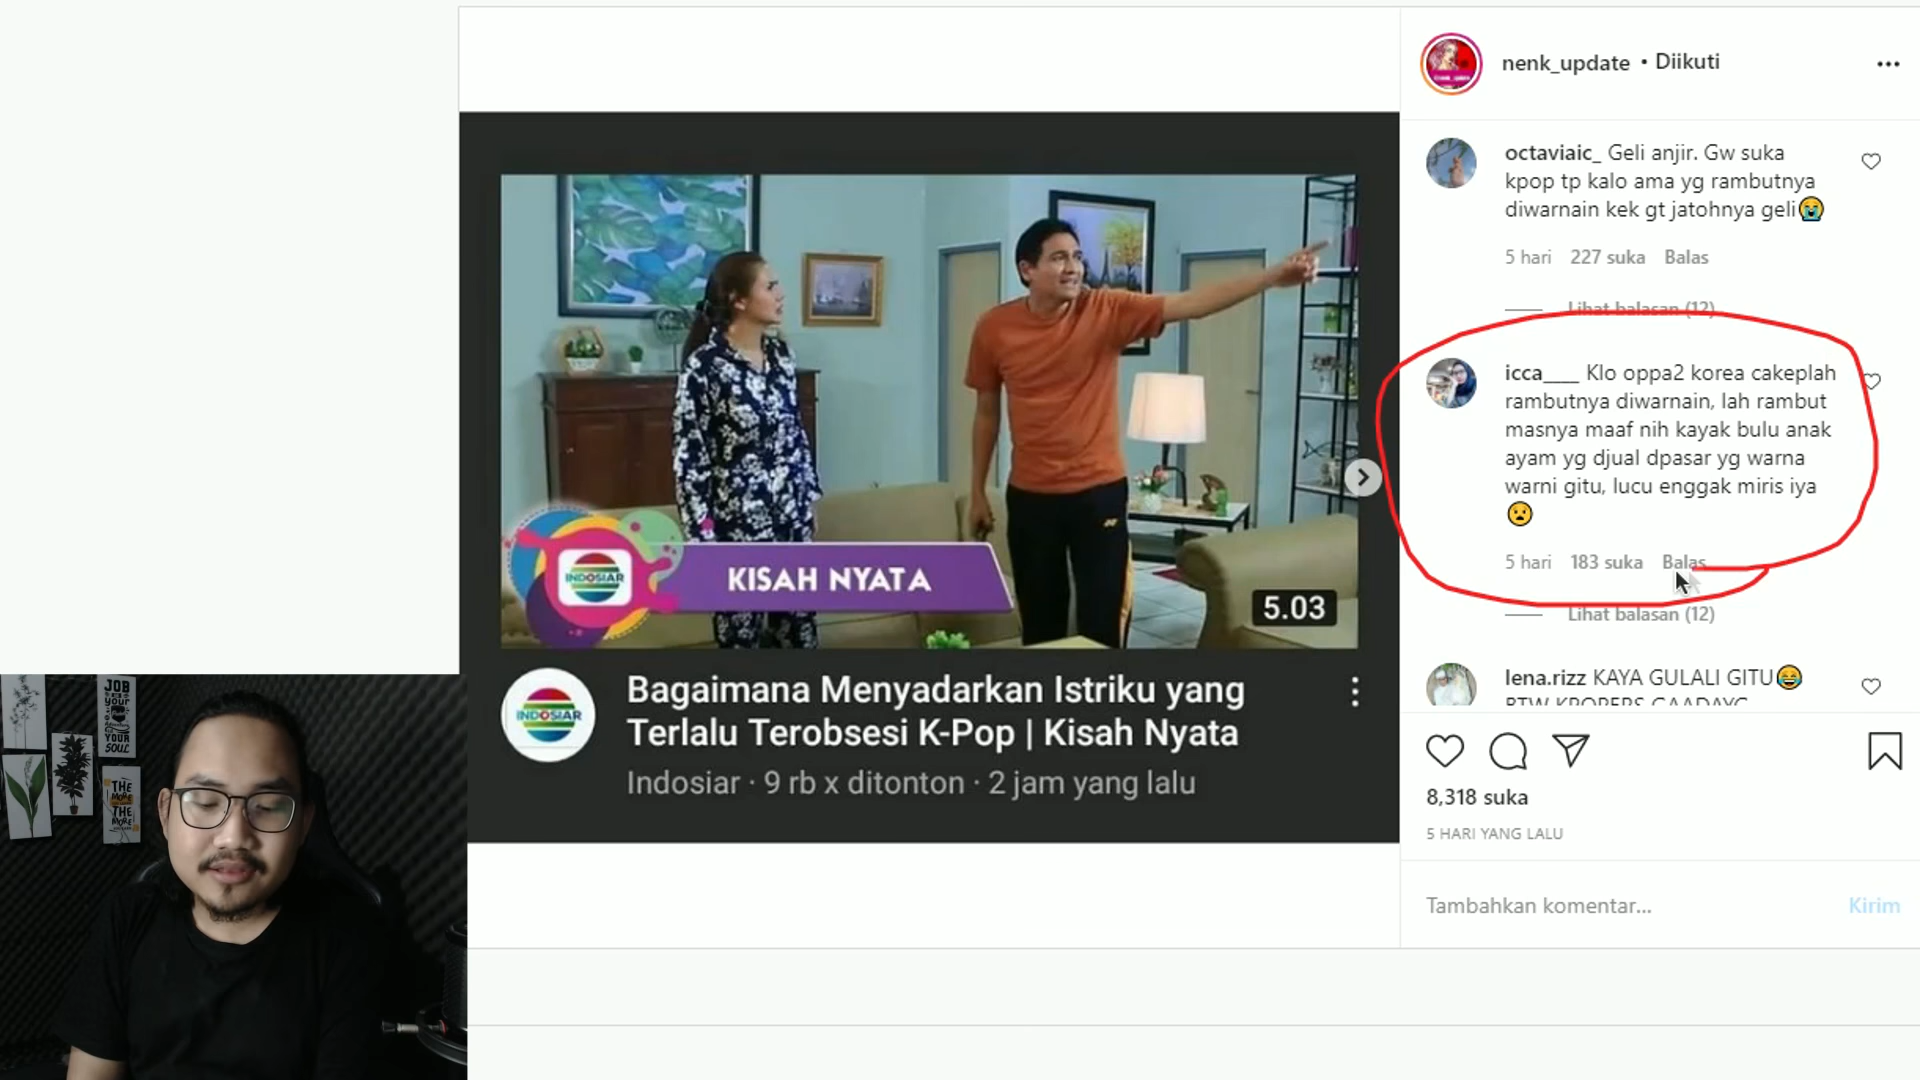 nenk_update • Diikuti
octaviaic_ Geli anjir. Gw suka
kpop tp kalo ama yg rambutnya
diwarnain kek gt jatohnya geli😭
5 hari 227 suka Balas
Lihat balasan (12)
icca____ Klo oppa2 korea cakeplah
rambutnya diwarnain, lah rambut
masnya maaf nih kayak bulu anak
ayam yg djual dpasar yg warna
warni gitu, lucu enggak miris iya
😧
5 hari 183 suka Balas
Lihat balasan (12)
lena.rizz KAYA GULALI GITU😂
BTW KPOPERS GAADAYG
8,318 suka
5 HARI YANG LALU
Tambahkan komentar... Kirim
INDOSIAR
KISAH NYATA
5.03
INDOSIAR
Bagaimana Menyadarkan Istriku yang
Terlalu Terobsesi K-Pop | Kisah Nyata
Indosiar · 9 rb x ditonton · 2 jam yang lalu
JOB
YOUR
SOUL
THE
MORE
THE
MORE